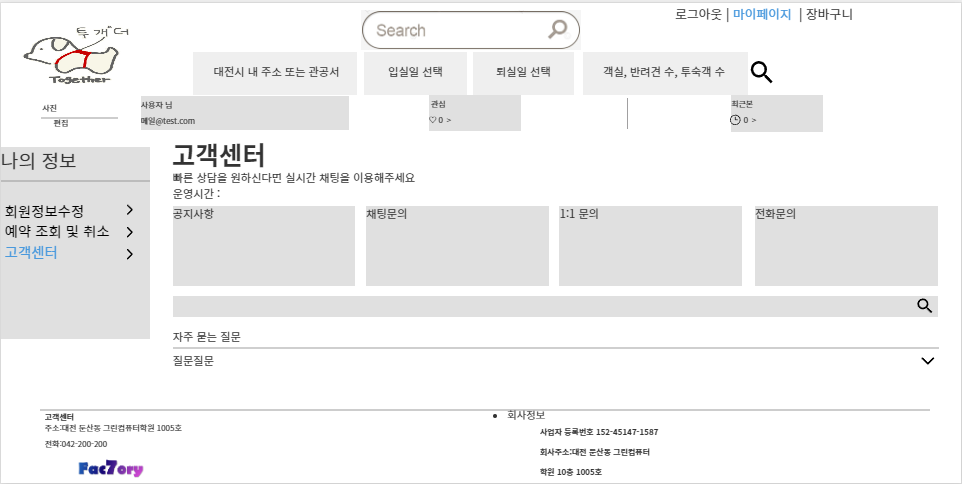 로그아웃 | 마이페이지 | 장바구니
투개더
Together
Search
대전시 내 주소 또는 관공서
입실일 선택
퇴실일 선택
객실, 반려견 수, 투숙객 수
사진
편집
사용자 님
메일@test.com
관심
♡ 0 >
최근본
0 >
나의 정보
회원정보수정
예약 조회 및 취소
고객센터
고객센터
빠른 상담을 원하신다면 실시간 채팅을 이용해주세요
운영시간 :
공지사항
채팅문의
1:1 문의
전화문의
자주 묻는 질문
질문질문
고객센터
주소:대전 둔산동 그린컴퓨터학원 1005호
전화:042-200-200
Fac7ory
• 회사정보
사업자 등록번호 152-45147-1587
회사주소:대전 둔산동 그린컴퓨터
학원 10층 1005호